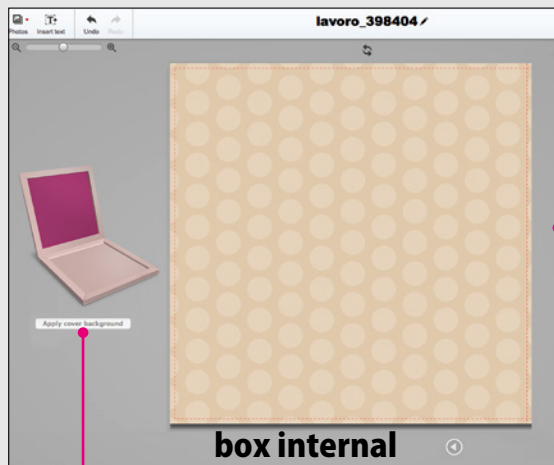 lavoro_398404
Photos Insert text Undo Redo
Apply cover background
box internal